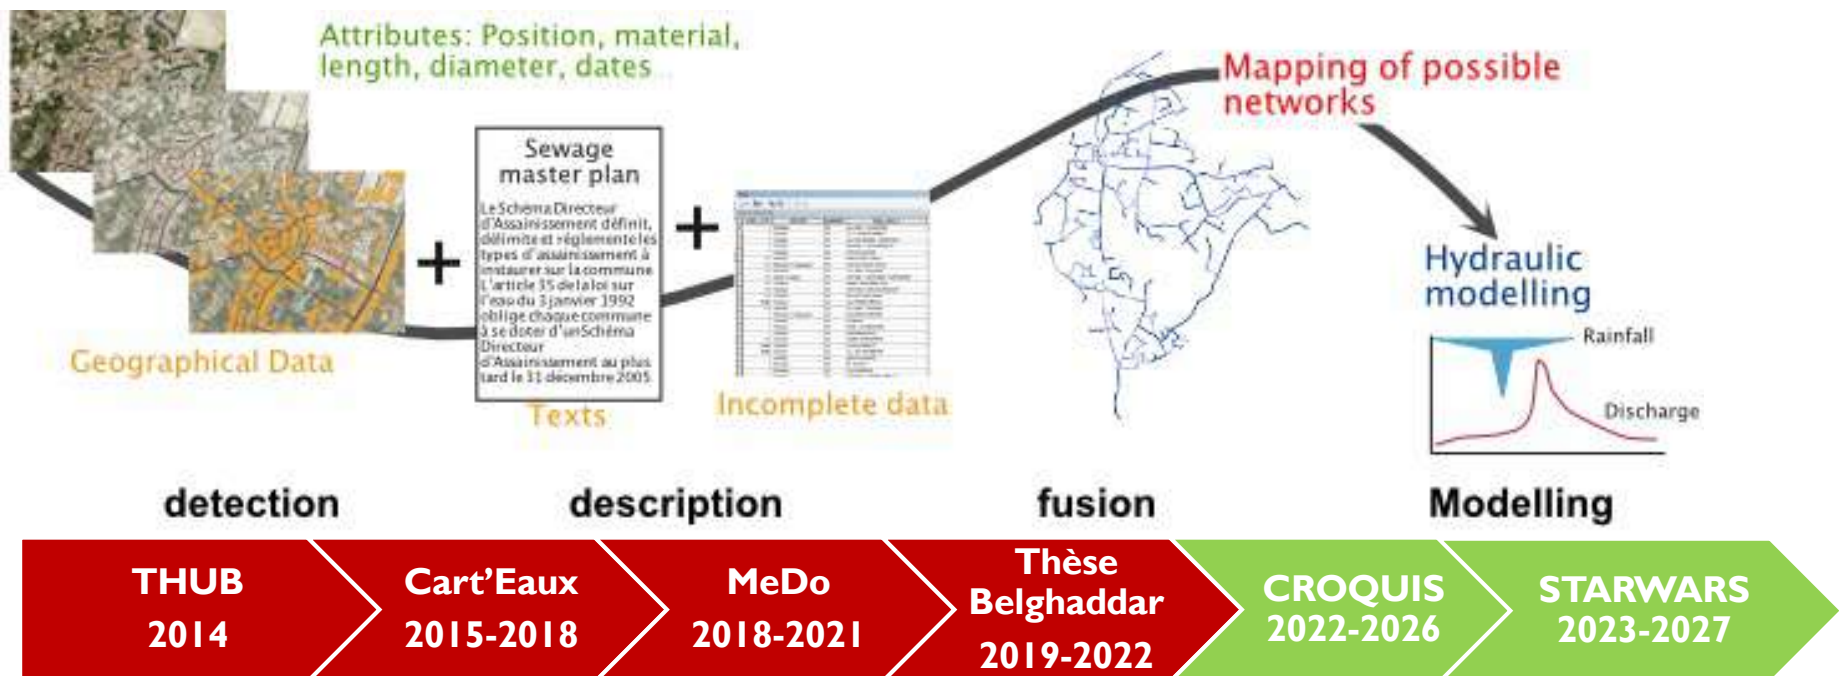 Attributes: Position, material,
length, diameter, dates
Sewage
master plan
Le Schéma Directeur
d'Assainissement définit,
délimite et réglemente les
types d'assainissement à
instaurer sur la commune
L'article 35 de la loi sur
l'eau du 3 janvier 1992
oblige chaque commune
à se doter d'un Schéma
Directeur
d'Assainissement au plus
tard le 31 décembre 2005
+
+
Geographical Data
Texts
Incomplete data
Mapping of possible
networks
Hydraulic
modelling
Rainfall
Discharge
detection
description
fusion
Modelling
THUB
2014
Cart'Eaux
2015-2018
MeDo
2018-2021
Thèse
Belghaddar
2019-2022
CROQUIS
2022-2026
STARWARS
2023-2027